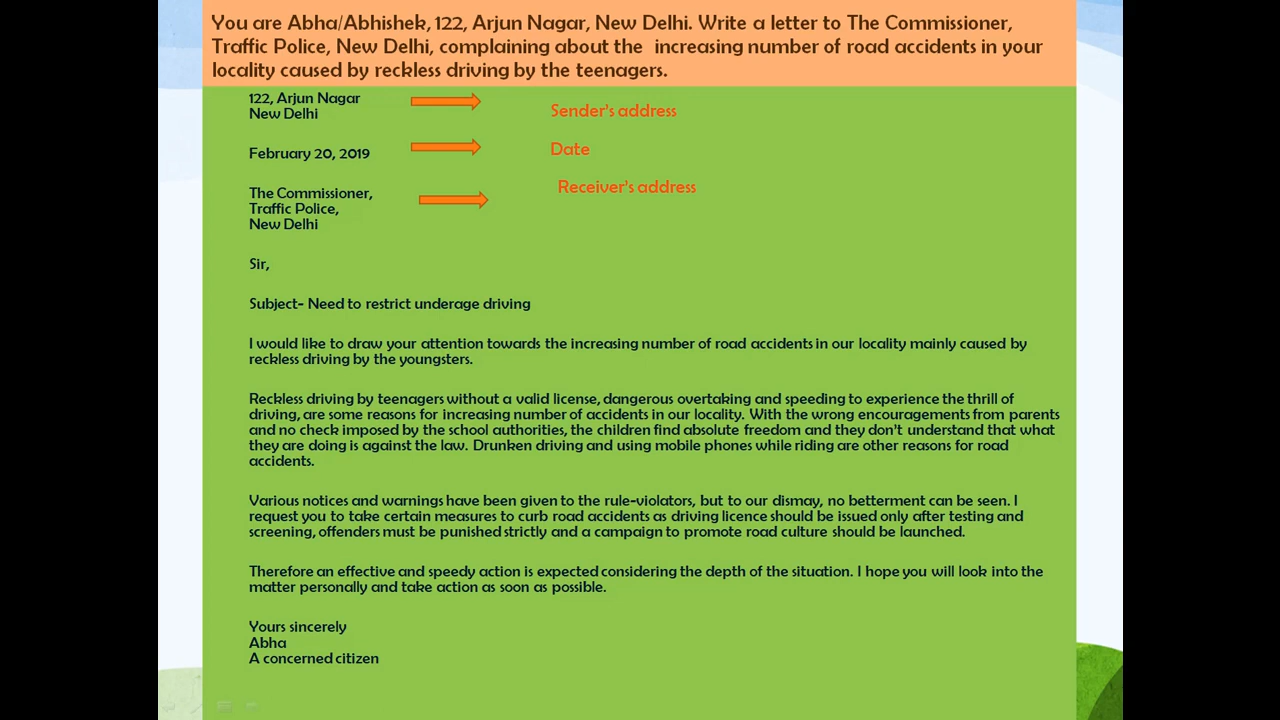 You are Abha/Abhishek, 122, Arjun Nagar, New Delhi. Write a letter to The Commissioner,
Traffic Police, New Delhi, complaining about the increasing number of road accidents in your
locality caused by reckless driving by the teenagers.
122, Arjun Nagar
New Delhi
Sender's address
February 20, 2019
Date
The Commissioner,
Traffic Police,
New Delhi
Receiver's address
Sir,
Subject- Need to restrict underage driving
I would like to draw your attention towards the increasing number of road accidents in our locality mainly caused by
reckless driving by the youngsters.
Reckless driving by teenagers without a valid license, dangerous overtaking and speeding to experience the thrill of
driving, are some reasons for increasing number of accidents in our locality. With the wrong encouragements from parents
and no check imposed by the school authorities, the children find absolute freedom and they don't understand that what
they are doing is against the law. Drunken driving and using mobile phones while riding are other reasons for road
accidents.
Various notices and warnings have been given to the rule-violators, but to our dismay, no betterment can be seen. I
request you to take certain measures to curb road accidents as driving licence should be issued only after testing and
screening, offenders must be punished strictly and a campaign to promote road culture should be launched.
Therefore an effective and speedy action is expected considering the depth of the situation. I hope you will look into the
matter personally and take action as soon as possible.
Yours sincerely
Abha
A concerned citizen